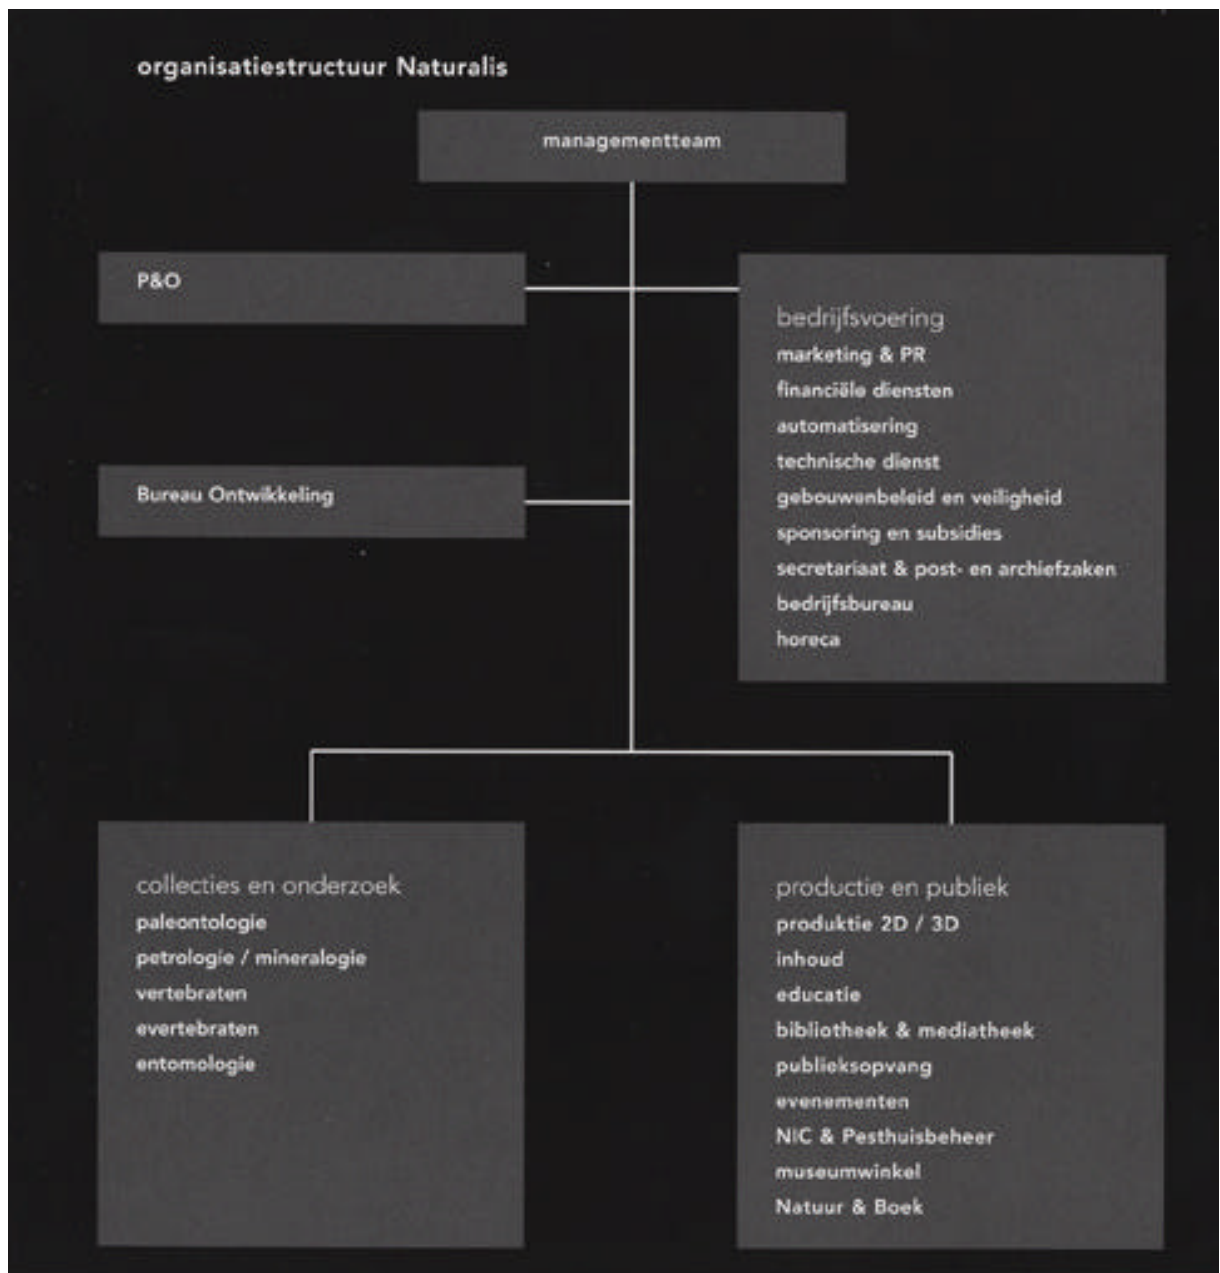 organisatiestructuur Naturalis
managementteam
P&O
bedrijfsvoering
marketing & PR
financiële diensten
automatisering
technische dienst
gebouwenbeleid en veiligheid
sponsoring en subsidies
secretariaat & post- en archiefzaken
bedrijfsbureau
horeca
Bureau Ontwikkeling
collecties en onderzoek
paleontologie
petrologie / mineralogie
vertebraten
evertebraten
entomologie
productie en publiek
produktie 2D / 3D
inhoud
educatie
bibliotheek & mediatheek
publieksopvang
evenementen
NIC & Pesthuisbeheer
museumwinkel
Natuur & Boek